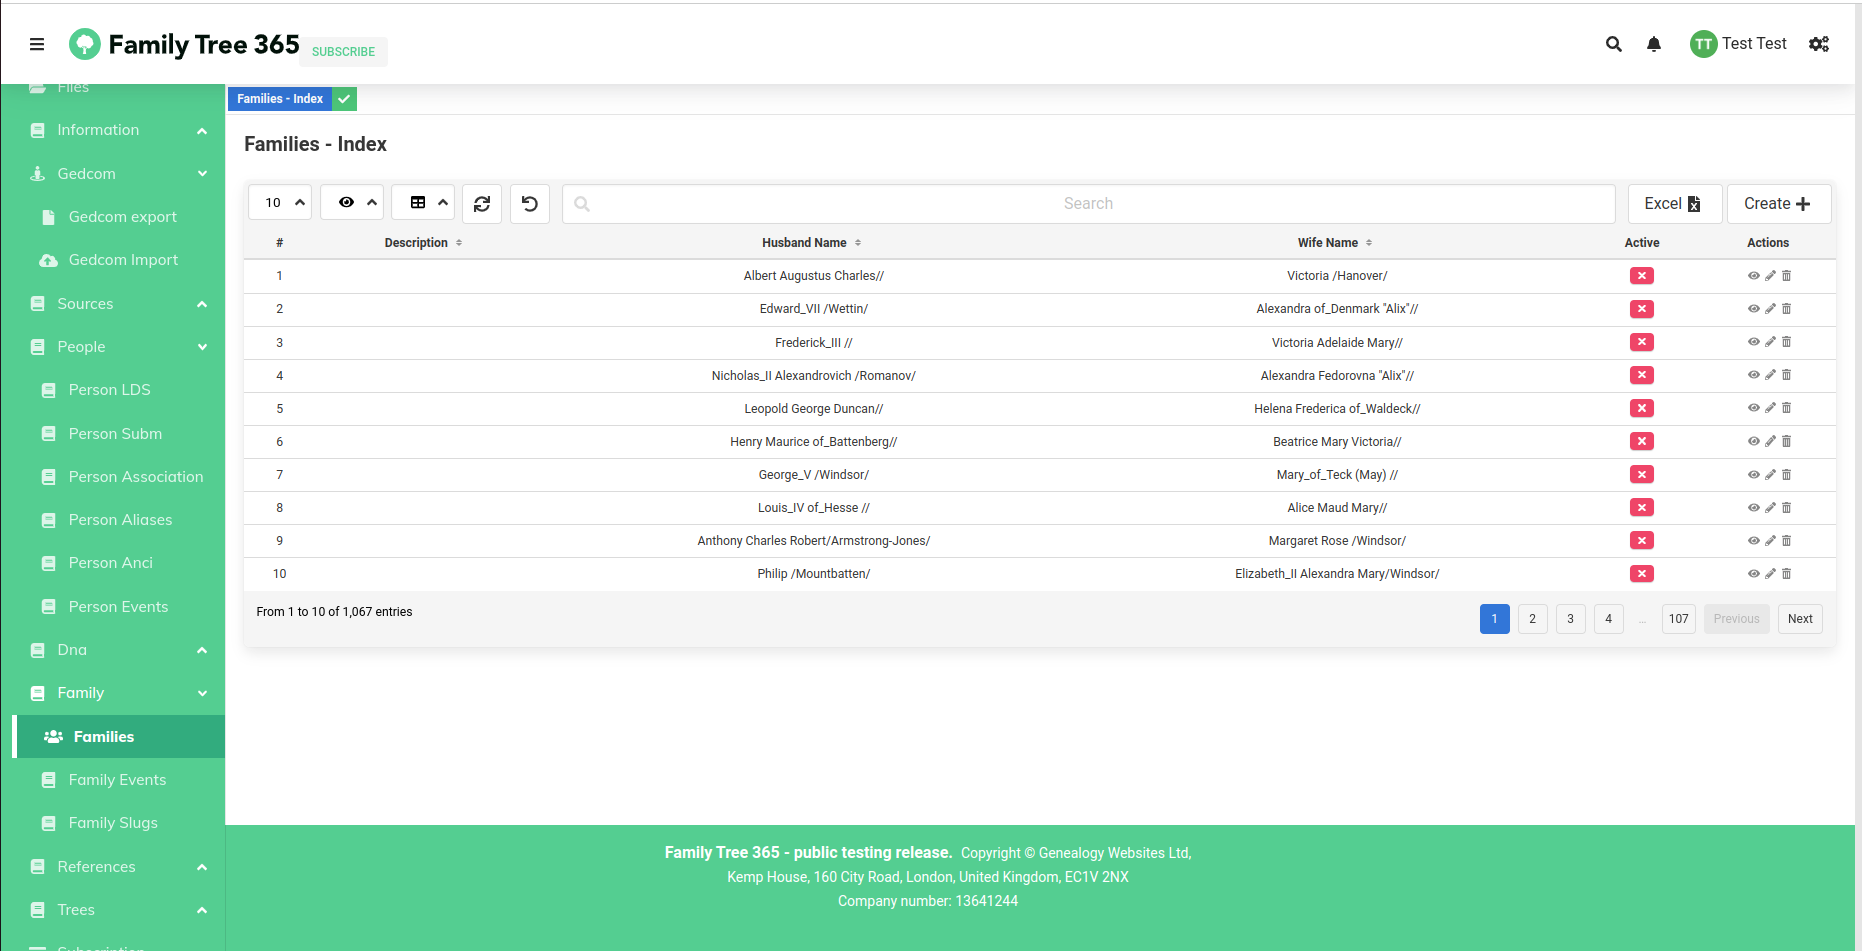 Family Tree 365 SUBSCRIBE
TT Test Test
Files
Information
Gedcom
Gedcom export
Gedcom Import
Sources
People
Person LDS
Person Subm
Person Association
Person Aliases
Person Anci
Person Events
Dna
Family
Families
Family Events
Family Slugs
References
Trees
Subscription
Families - Index
Families - Index
10 Search Excel Create
# Description Husband Name Wife Name Active Actions
1 Albert Augustus Charles// Victoria /Hanover/
2 Edward_VII /Wettin/ Alexandra of_Denmark "Alix"//
3 Frederick_III // Victoria Adelaide Mary//
4 Nicholas_II Alexandrovich /Romanov/ Alexandra Fedorovna "Alix"//
5 Leopold George Duncan// Helena Frederica of_Waldeck//
6 Henry Maurice of_Battenberg// Beatrice Mary Victoria//
7 George_V /Windsor/ Mary_of_Teck (May) //
8 Louis_IV of_Hesse // Alice Maud Mary//
9 Anthony Charles Robert/Armstrong-Jones/ Margaret Rose /Windsor/
10 Philip /Mountbatten/ Elizabeth_II Alexandra Mary/Windsor/
From 1 to 10 of 1,067 entries 1 2 3 4 ... 107 Previous Next
Family Tree 365 - public testing release. Copyright © Genealogy Websites Ltd,
Kemp House, 160 City Road, London, United Kingdom, EC1V 2NX
Company number: 13641244